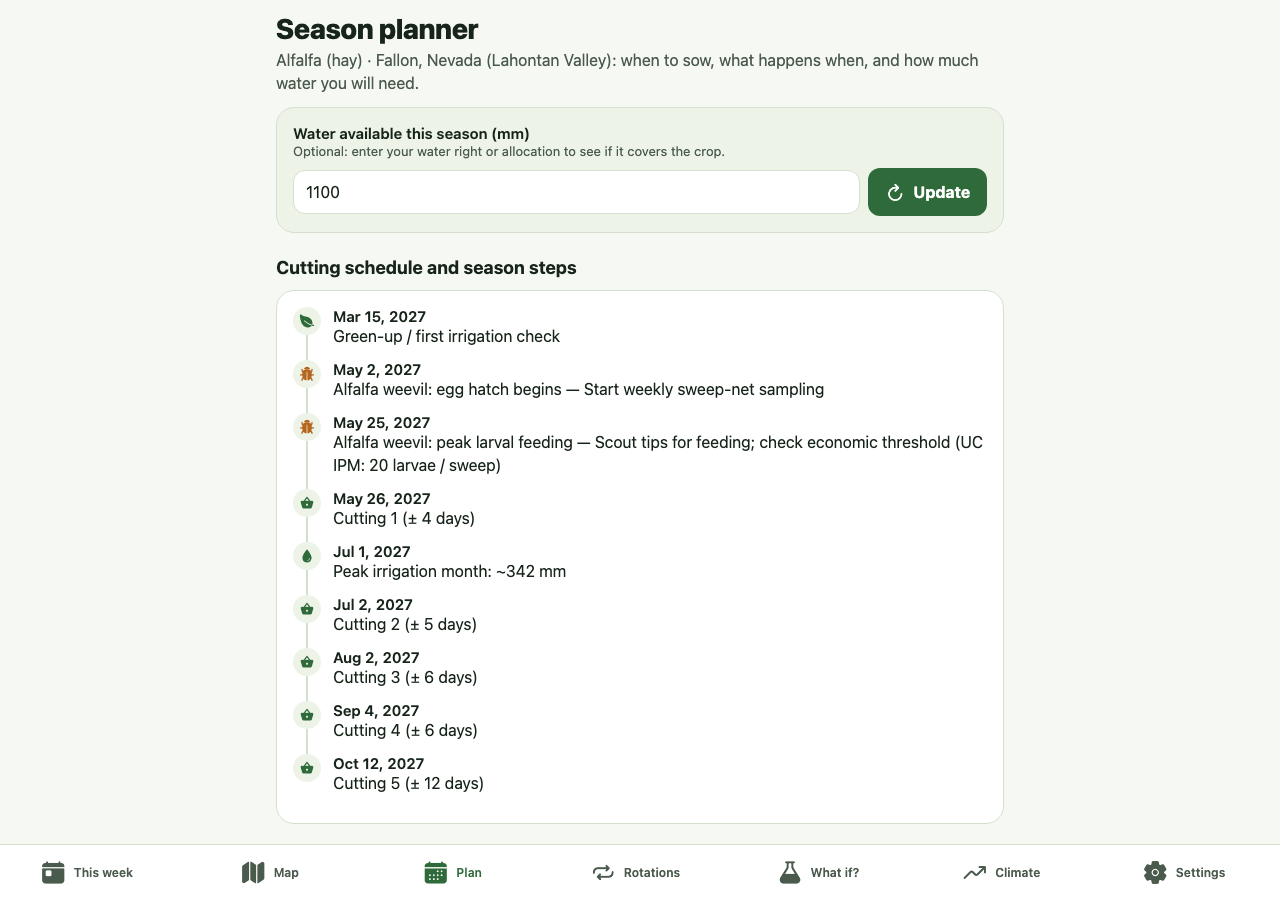 Season planner
Alfalfa (hay) · Fallon, Nevada (Lahontan Valley): when to sow, what happens when, and how much
water you will need.
Water available this season (mm)
Optional: enter your water right or allocation to see if it covers the crop.
1100
Update
Cutting schedule and season steps
Mar 15, 2027
Green-up / first irrigation check
May 2, 2027
Alfalfa weevil: egg hatch begins — Start weekly sweep-net sampling
May 25, 2027
Alfalfa weevil: peak larval feeding — Scout tips for feeding; check economic threshold (UC
IPM: 20 larvae / sweep)
May 26, 2027
Cutting 1 (± 4 days)
Jul 1, 2027
Peak irrigation month: ~342 mm
Jul 2, 2027
Cutting 2 (± 5 days)
Aug 2, 2027
Cutting 3 (± 6 days)
Sep 4, 2027
Cutting 4 (± 6 days)
Oct 12, 2027
Cutting 5 (± 12 days)
This week
Map
Plan
Rotations
What if?
Climate
Settings